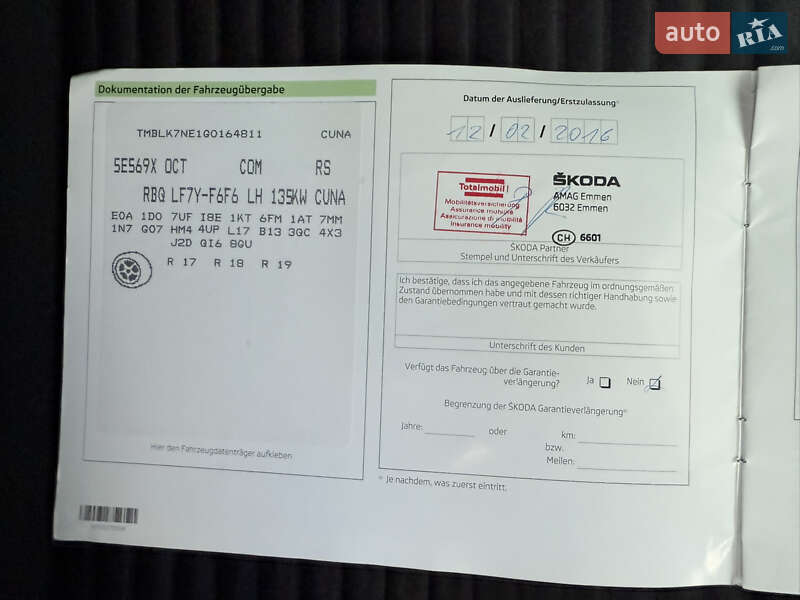 auto RIA.com
Dokumentation der Fahrzeugübergabe
TMBLK7NE1G0164811 CUNA
5E569X OCT COM RS
RBQ LF7Y-F6F6 LH 135KW CUNA
E0A 1D0 7UF I8E 1KT 6FM 1AT 7MM
1N7 G07 HM4 4UP L17 B13 3GC 4X3
J2D QI6 8GU
R 17 R 18 R 19
Hier den Fahrzeugdatenträger aufkleben
Datum der Auslieferung/Erstzulassung*
12 / 02 / 2016
Totalmobil!
Mobilitätsversicherung
Assurance mobilité
Assicurazione di mobilità
Insurance mobility
ŠKODA
AMAG Emmen
6032 Emmen
CH 6601
ŠKODA Partner
Stempel und Unterschrift des Verkäufers
Ich bestätige, dass ich das angegebene Fahrzeug im ordnungsgemäßen
Zustand übernommen habe und mit dessen richtiger Handhabung sowie
den Garantiebedingungen vertraut gemacht wurde.
Unterschrift des Kunden
Verfügt das Fahrzeug über die Garantie-
verlängerung?
Ja
Nein
Begrenzung der ŠKODA Garantieverlängerung*
Jahre:
oder
km:
bzw.
Meilen:
* Je nachdem, was zuerst eintritt.